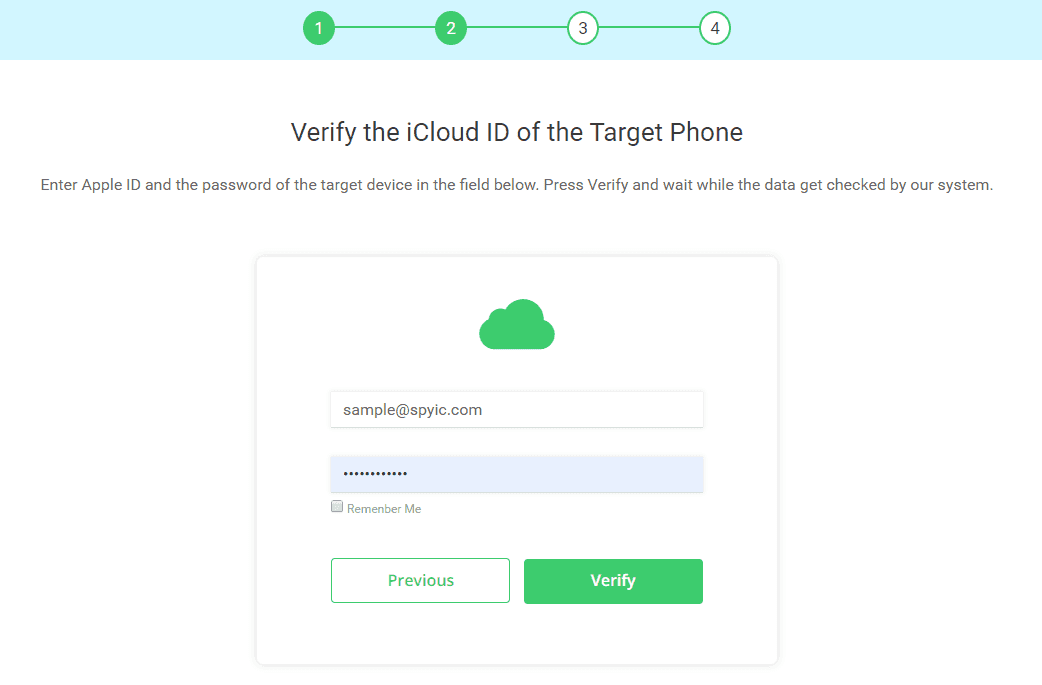 1 2 3 4
Verify the iCloud ID of the Target Phone
Enter Apple ID and the password of the target device in the field below. Press Verify and wait while the data get checked by our system.
sample@spyic.com
••••••••••••
Remenber Me
Previous Verify